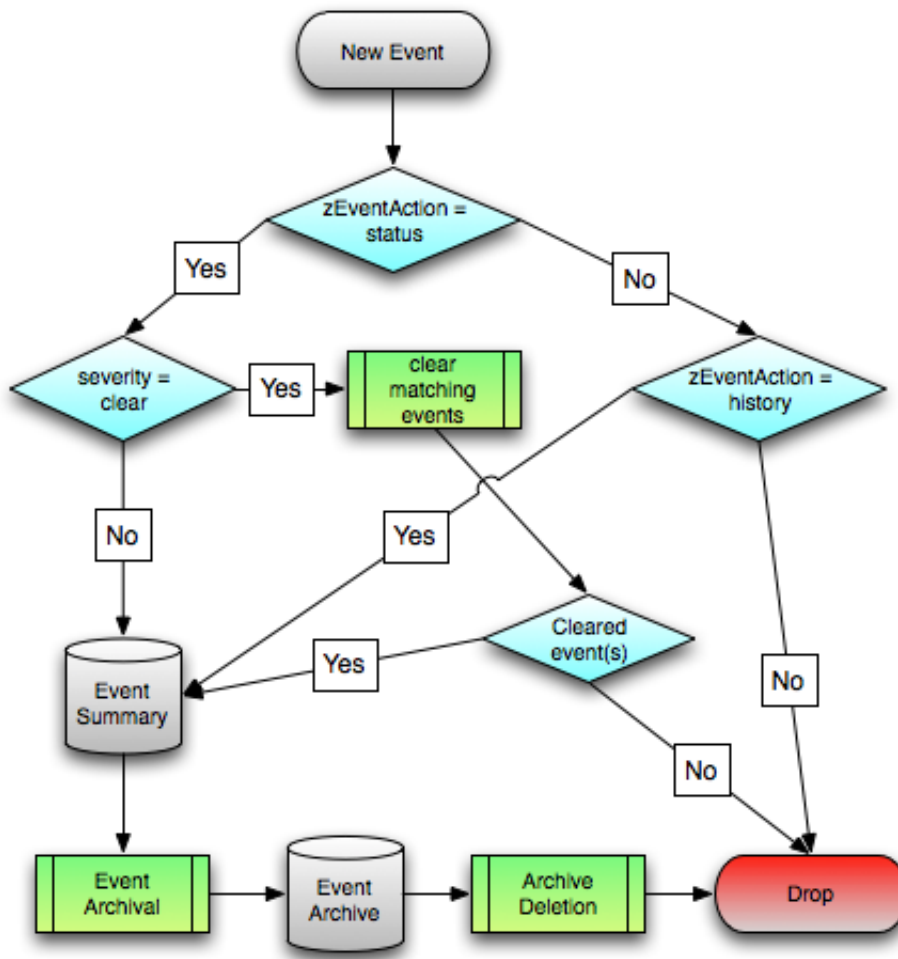 New Event
zEventAction =
status
Yes
No
severity =
clear
Yes
clear
matching
events
zEventAction =
history
No
Yes
Cleared
event(s)
Yes
No
No
Event
Summary
Event
Archival
Event
Archive
Archive
Deletion
Drop